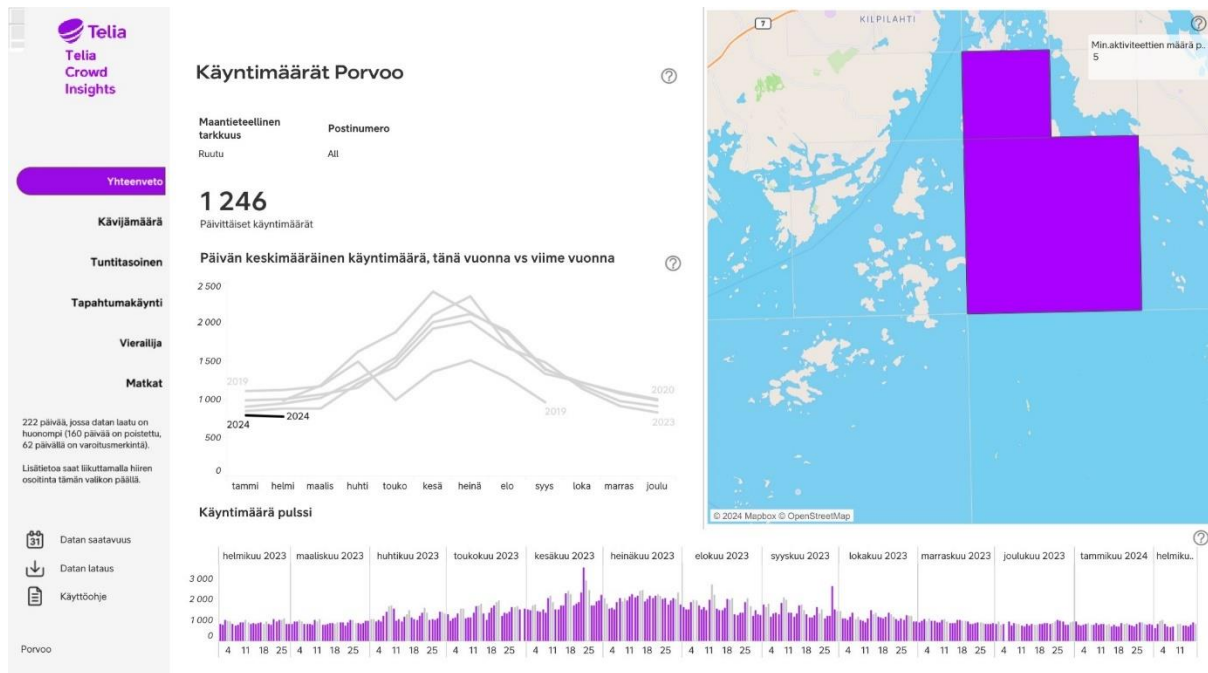 Telia
Telia
Crowd
Insights
Yhteenveto
Kävijämäärä
Tuntitasoinen
Tapahtumakäynti
Vierailija
Matkat
222 päivää, jossa datan laatu on
huonompi (160 päivää on poistettu,
62 päivällä on varoitusmerkintä).
Lisätietoa saat liikuttamalla hiiren
osoitinta tämän valikon päällä.
31
Datan saatavuus
Datan lataus
Käyttöohje
Porvoo
Käyntimäärät Porvoo
?
Maantieteellinen
tarkkuus
Postinumero
Ruutu
All
1 246
Päivittäiset käyntimäärät
Päivän keskimääräinen käyntimäärä, tänä vuonna vs viime vuonna
?
2 500
2 000
1 500
1 000
500
0
2019
2024
2024
2019
2020
2023
tammi helmi maalis huhti touko kesä heinä elo syys loka marras joulu
7
KILPILAHTI
?
Min.aktiviteettien määrä p..
5
© 2024 Mapbox © OpenStreetMap
Käyntimäärä pulssi
?
helmikuu 2023 maaliskuu 2023 huhtikuu 2023 toukokuu 2023 kesäkuu 2023 heinäkuu 2023 elokuu 2023 syyskuu 2023 lokakuu 2023 marraskuu 2023 joulukuu 2023 tammikuu 2024 helmiku..
3 000
2 000
1 000
0
4 11 18 25 4 11 18 25 4 11 18 25 4 11 18 25 4 11 18 25 4 11 18 25 4 11 18 25 4 11 18 25 4 11 18 25 4 11 18 25 4 11 18 25 4 11 18 25 4 11